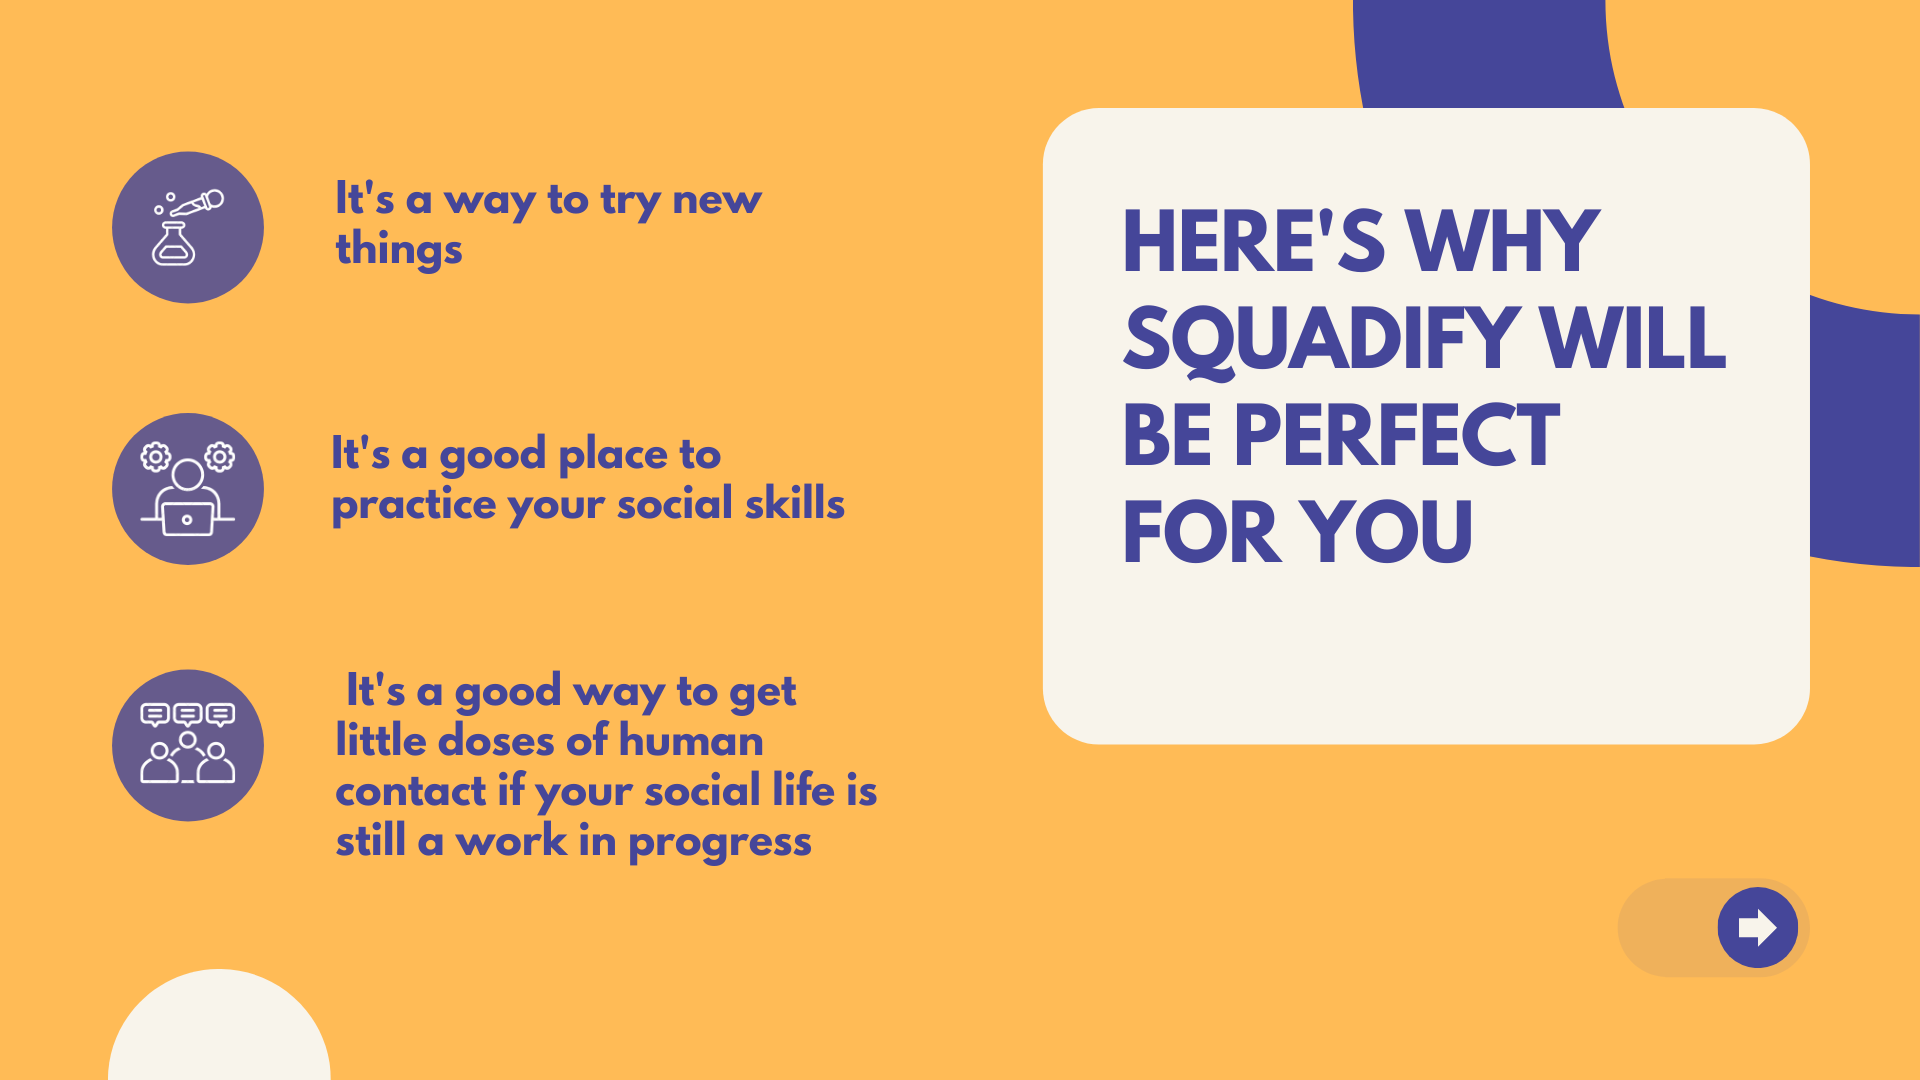 It's a way to try new
things
It's a good place to
practice your social skills
It's a good way to get
little doses of human
contact if your social life is
still a work in progress
HERE'S WHY
SQUADIFY WILL
BE PERFECT
FOR YOU